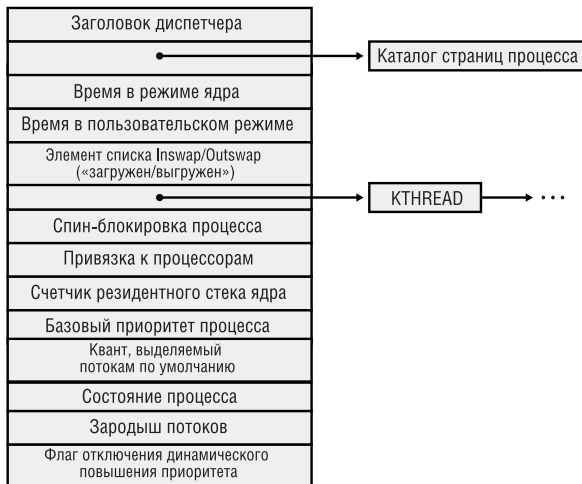 Заголовок диспетчера
Каталог страниц процесса
Время в режиме ядра
Время в пользовательском режиме
Элемент списка Inswap/Outswap
(«загружен/выгружен»)
KTHREAD
Спин-блокировка процесса
Привязка к процессорам
Счетчик резидентного стека ядра
Базовый приоритет процесса
Квант, выделяемый
потокам по умолчанию
Состояние процесса
Зародыш потоков
Флаг отключения динамического
повышения приоритета